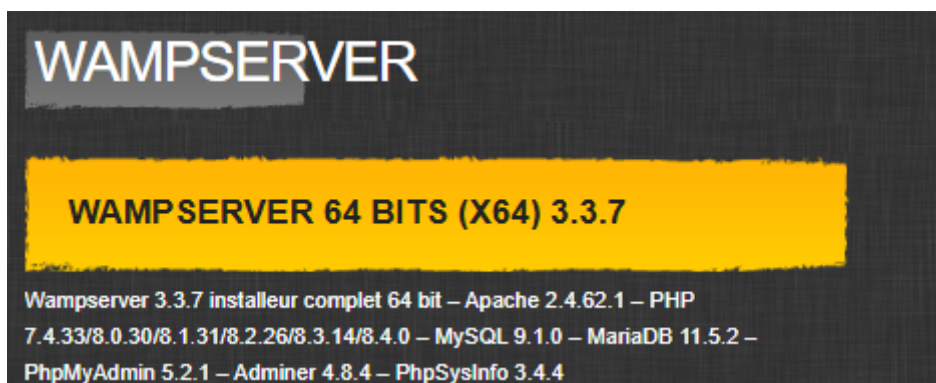 WAMPSERVER
WAMPSERVER 64 BITS (X64) 3.3.7
Wampserver 3.3.7 installeur complet 64 bit – Apache 2.4.62.1 – PHP
7.4.33/8.0.30/8.1.31/8.2.26/8.3.14/8.4.0 – MySQL 9.1.0 – MariaDB 11.5.2 –
PhpMyAdmin 5.2.1 – Adminer 4.8.4 – PhpSysInfo 3.4.4